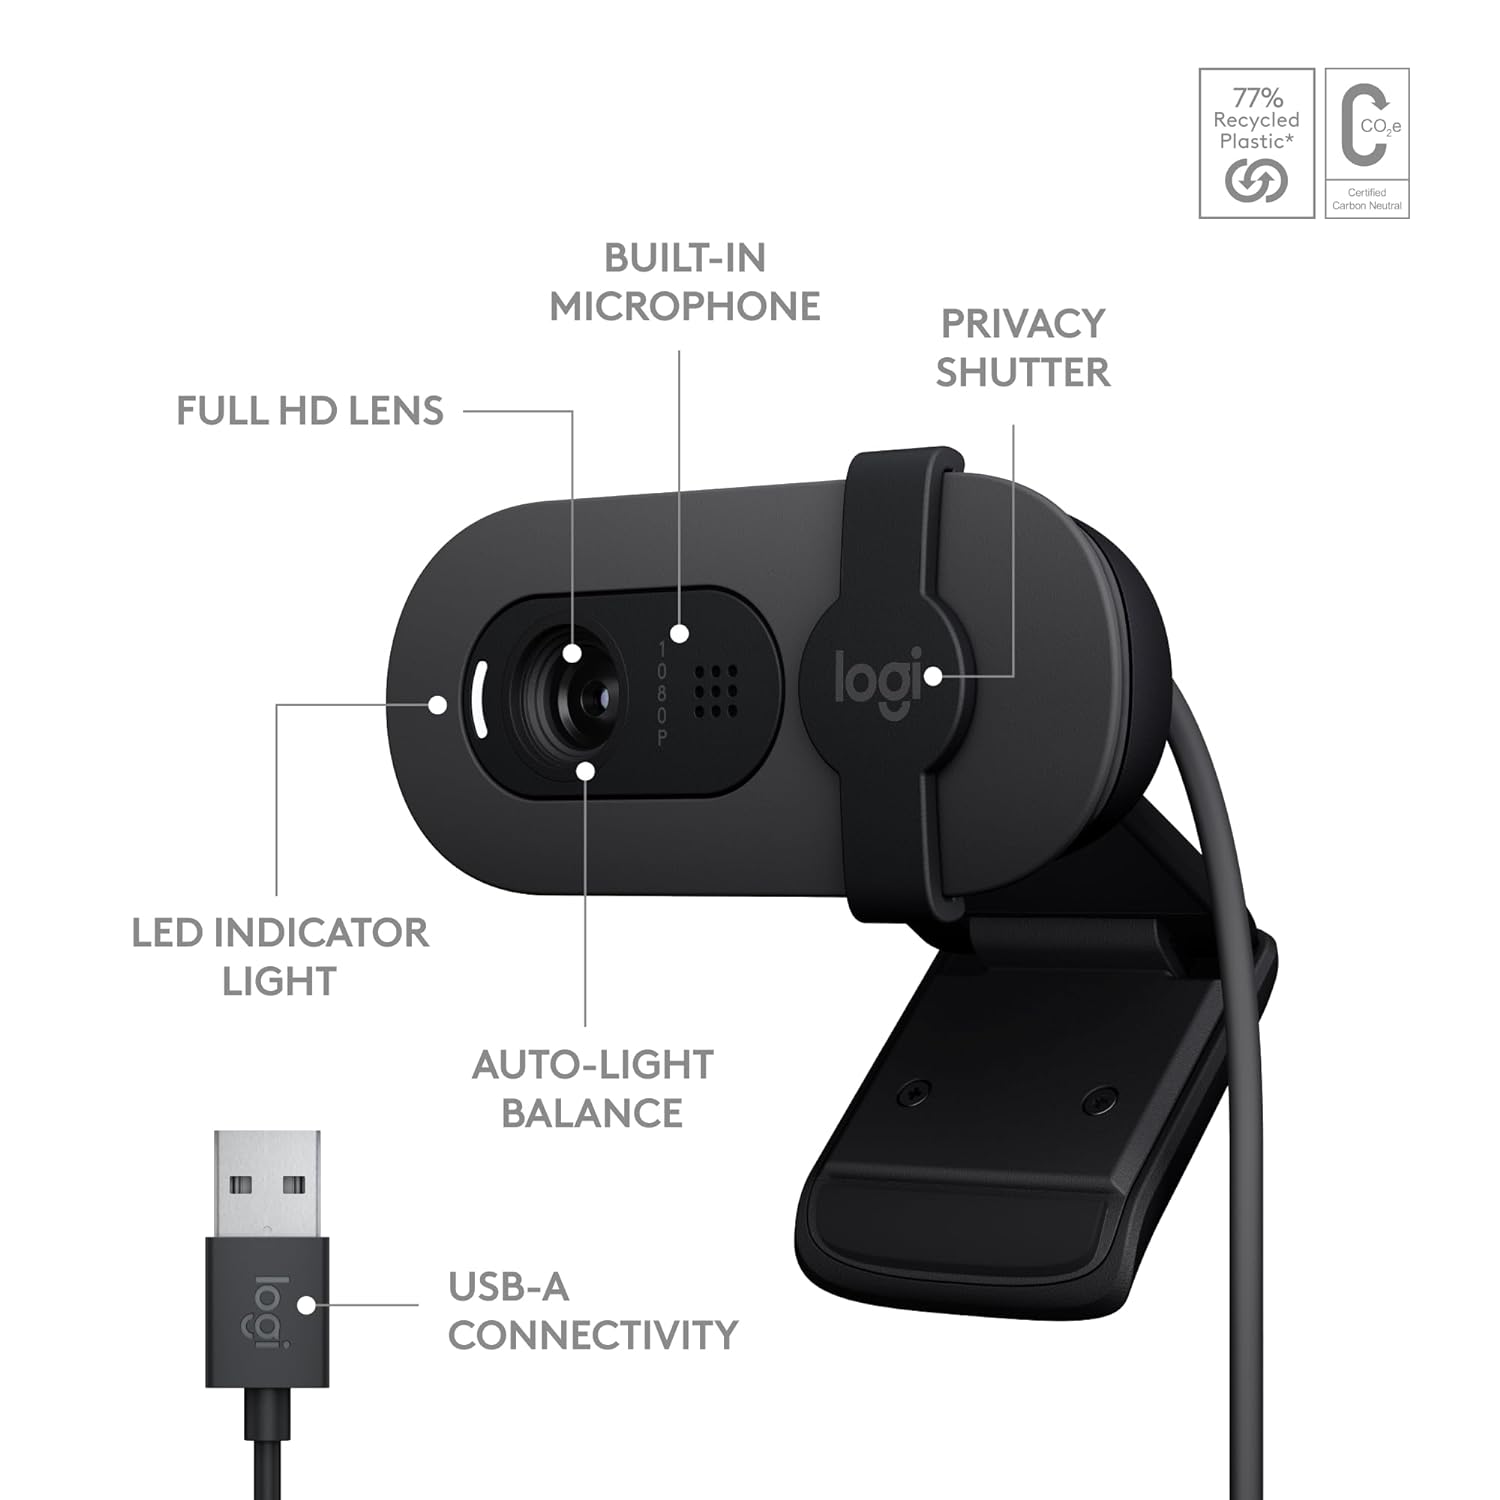 77%
Recycled
Plastic*
CO₂e
Certified
Carbon Neutral
BUILT-IN
MICROPHONE
PRIVACY
SHUTTER
FULL HD LENS
1080P
logi
LED INDICATOR
LIGHT
AUTO-LIGHT
BALANCE
logi
USB-A
CONNECTIVITY